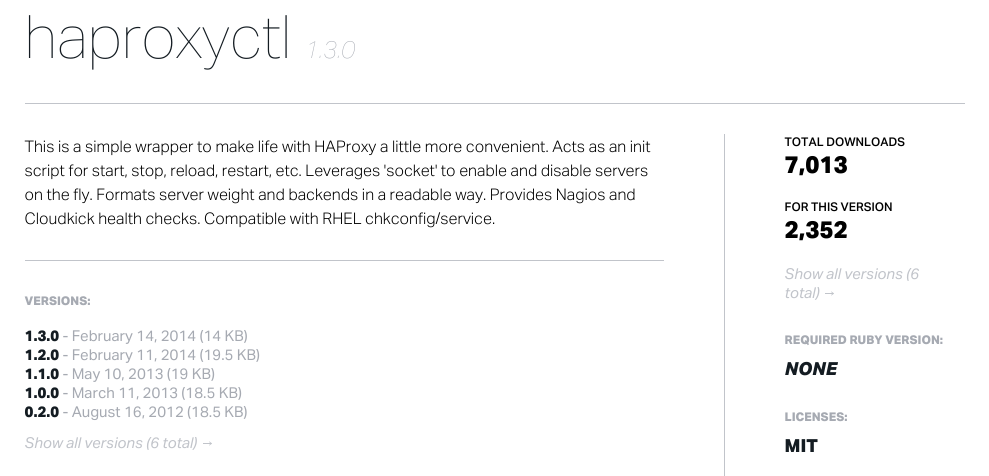 haproxyctl 1.3.0
This is a simple wrapper to make life with HAProxy a little more convenient. Acts as an init
script for start, stop, reload, restart, etc. Leverages 'socket' to enable and disable servers
on the fly. Formats server weight and backends in a readable way. Provides Nagios and
Cloudkick health checks. Compatible with RHEL chkconfig/service.
VERSIONS:
1.3.0 - February 14, 2014 (14 KB)
1.2.0 - February 11, 2014 (19.5 KB)
1.1.0 - May 10, 2013 (19 KB)
1.0.0 - March 11, 2013 (18.5 KB)
0.2.0 - August 16, 2012 (18.5 KB)
Show all versions (6 total) →
TOTAL DOWNLOADS
7,013
FOR THIS VERSION
2,352
Show all versions (6
total) →
REQUIRED RUBY VERSION:
NONE
LICENSES:
MIT